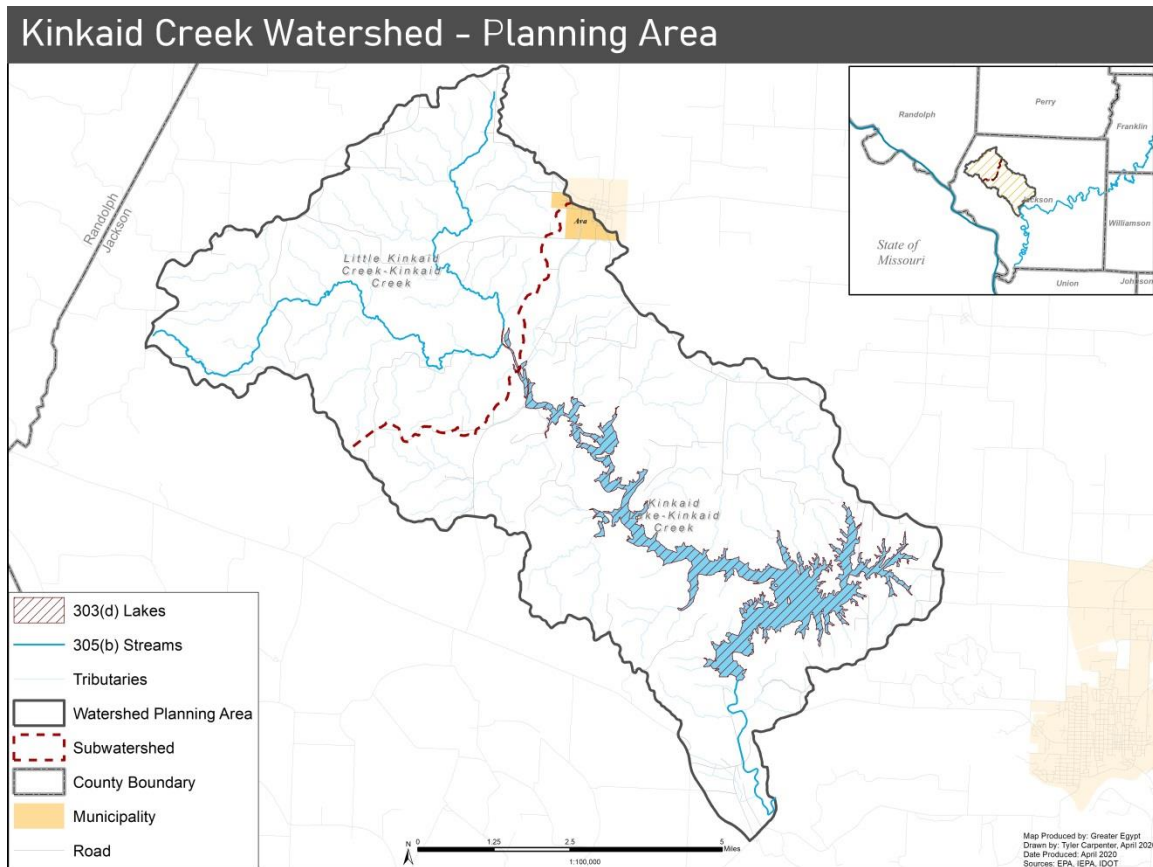 Kinkaid Creek Watershed - Planning Area
Randolph
Jackson
Ava
Little Kinkaid
Creek-Kinkaid
Creek
Kinkaid
Lake-Kinkaid
Creek
Randolph
Perry
Franklin
Jackson
Williamson
State of
Missouri
Union
Johnson
303(d) Lakes
305(b) Streams
Tributaries
Watershed Planning Area
Subwatershed
County Boundary
Municipality
Road
N
0 1.25 2.5 5
Miles
1:100,000
Map Produced by: Greater Egypt
Drawn by: Tyler Carpenter, April 2020
Date Produced: April 2020
Sources: EPA, IEPA, IDOT